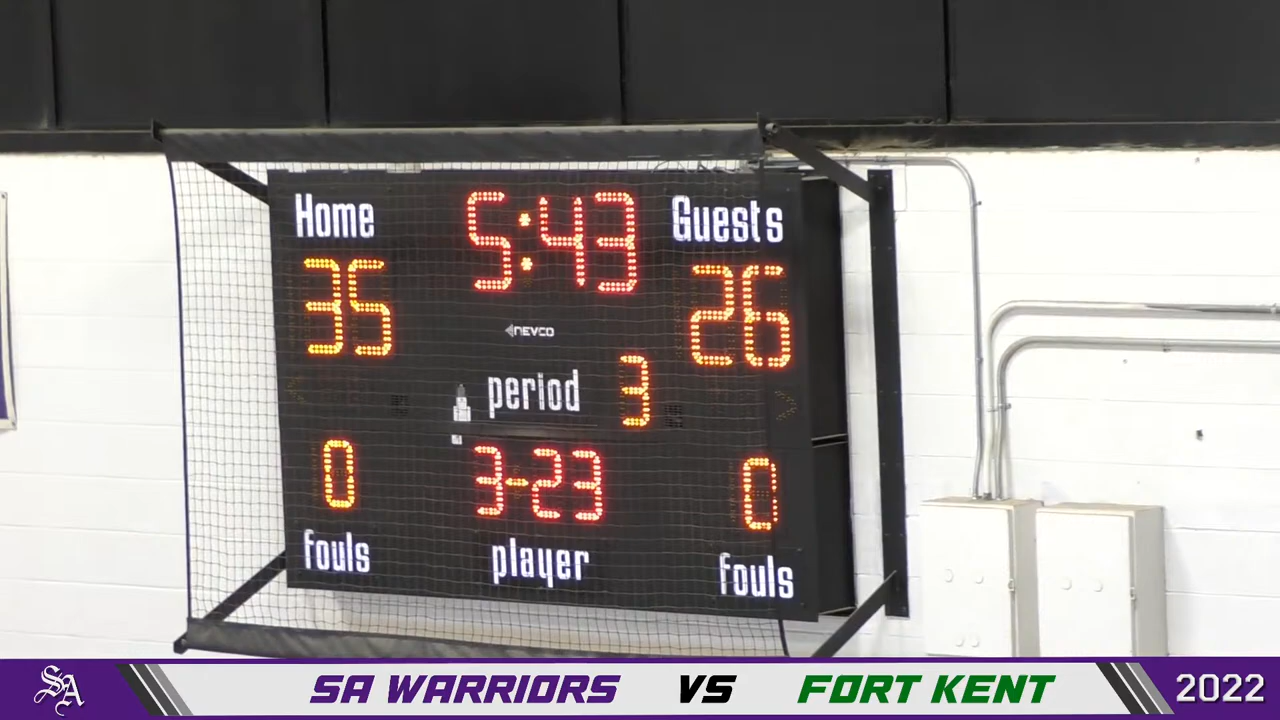 Home 5:43 Guests
35 26
NEVCO
period 3
0 3-23 0
fouls player fouls
SA SA WARRIORS VS FORT KENT 2022